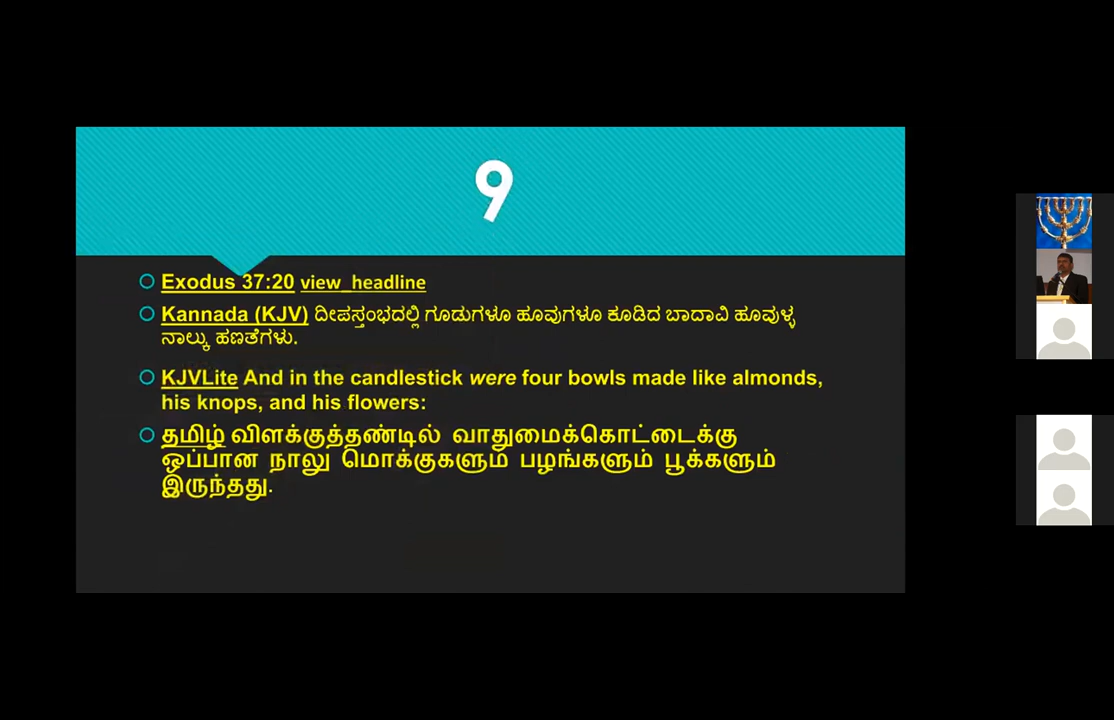 9
Exodus 37:20 view_headline
Kannada (KJV) ದೀಪಸ್ತಂಭದಲ್ಲಿ ಗೂಡುಗಳೂ ಹೂವುಗಳೂ ಕೂಡಿದ ಬಾದಾವಿ ಹೂವುಳ್ಳ
ನಾಲ್ಕು ಹಣತೆಗಳು.
KJVLite And in the candlestick were four bowls made like almonds,
his knops, and his flowers:
தமிழ் விளக்குத்தண்டில் வாதுமைக்கொட்டைக்கு
ஒப்பான நாலு மொக்குகளும் பழங்களும் பூக்களும்
இருந்தது.